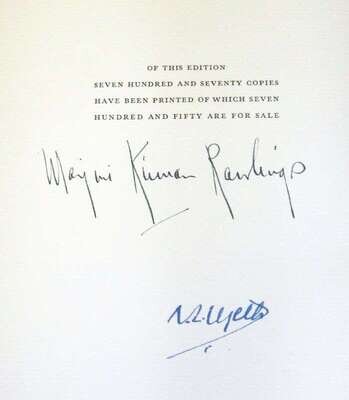 OF THIS EDITION
SEVEN HUNDRED AND SEVENTY COPIES
HAVE BEEN PRINTED OF WHICH SEVEN
HUNDRED AND FIFTY ARE FOR SALE
Marjorie Kinnan Rawlings
N.C. Wyeth